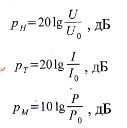 p_H = 20 lg U/U_0 , дБ
p_T = 20 lg I/I_0 , дБ
p_M = 10 lg P/P_0 , дБ